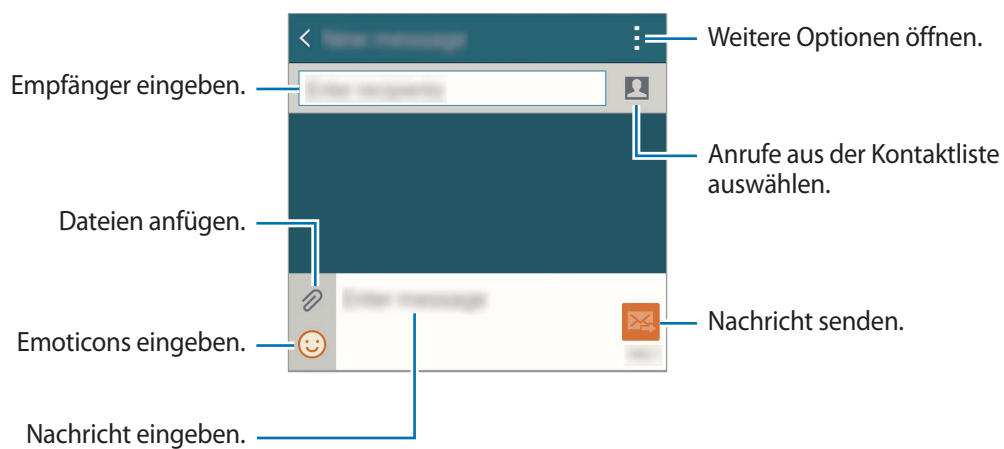 Weitere Optionen öffnen.
Empfänger eingeben.
Anrufe aus der Kontaktliste
auswählen.
Dateien anfügen.
Nachricht senden.
Emoticons eingeben.
Nachricht eingeben.